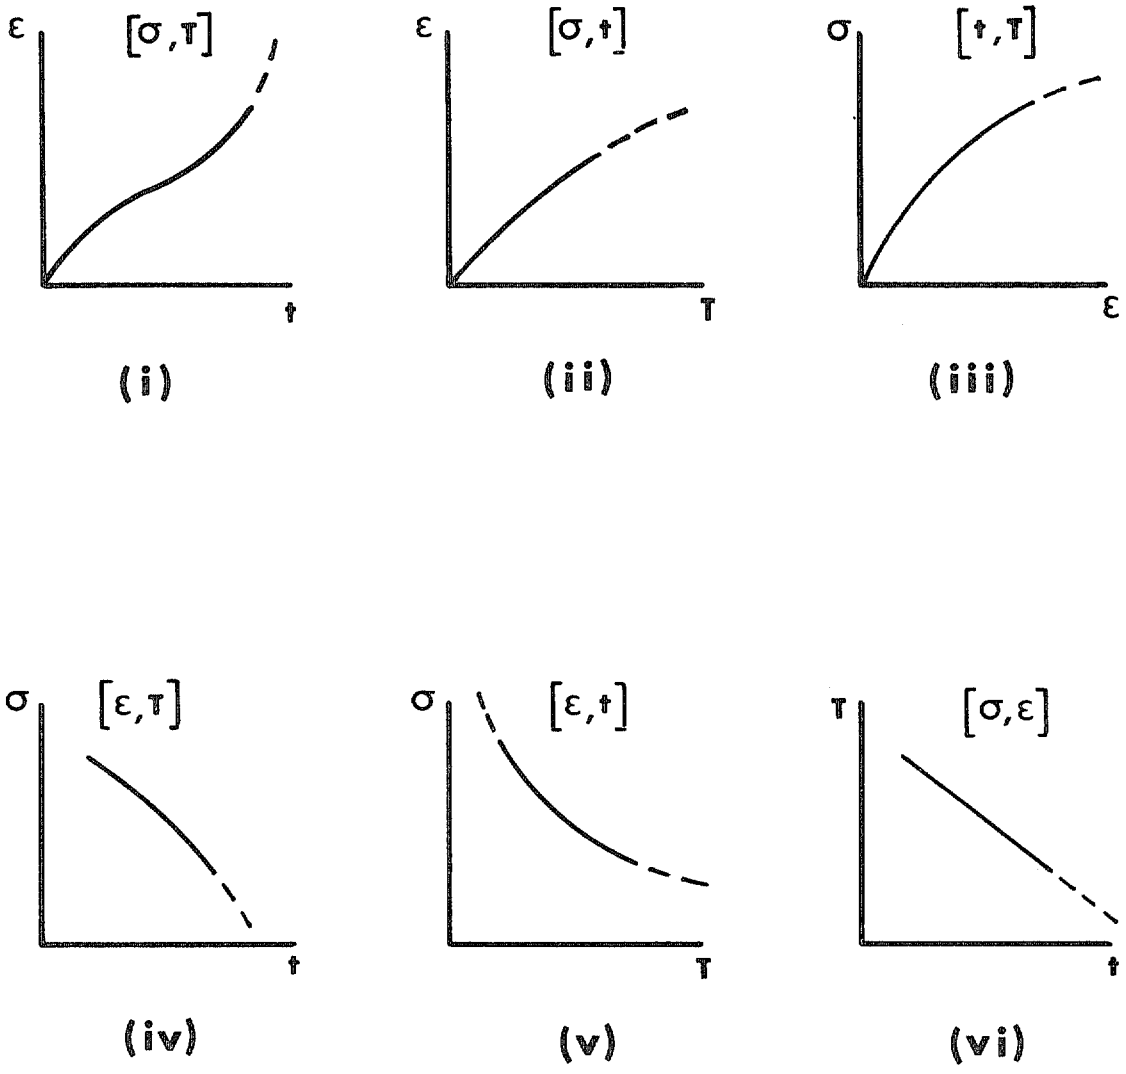 ε [σ, T]
t
(i)
ε [σ, t]
T
(ii)
σ [t, T]
ε
(iii)
σ [ε, T]
t
(iv)
σ [ε, t]
T
(v)
T [σ, ε]
t
(vi)